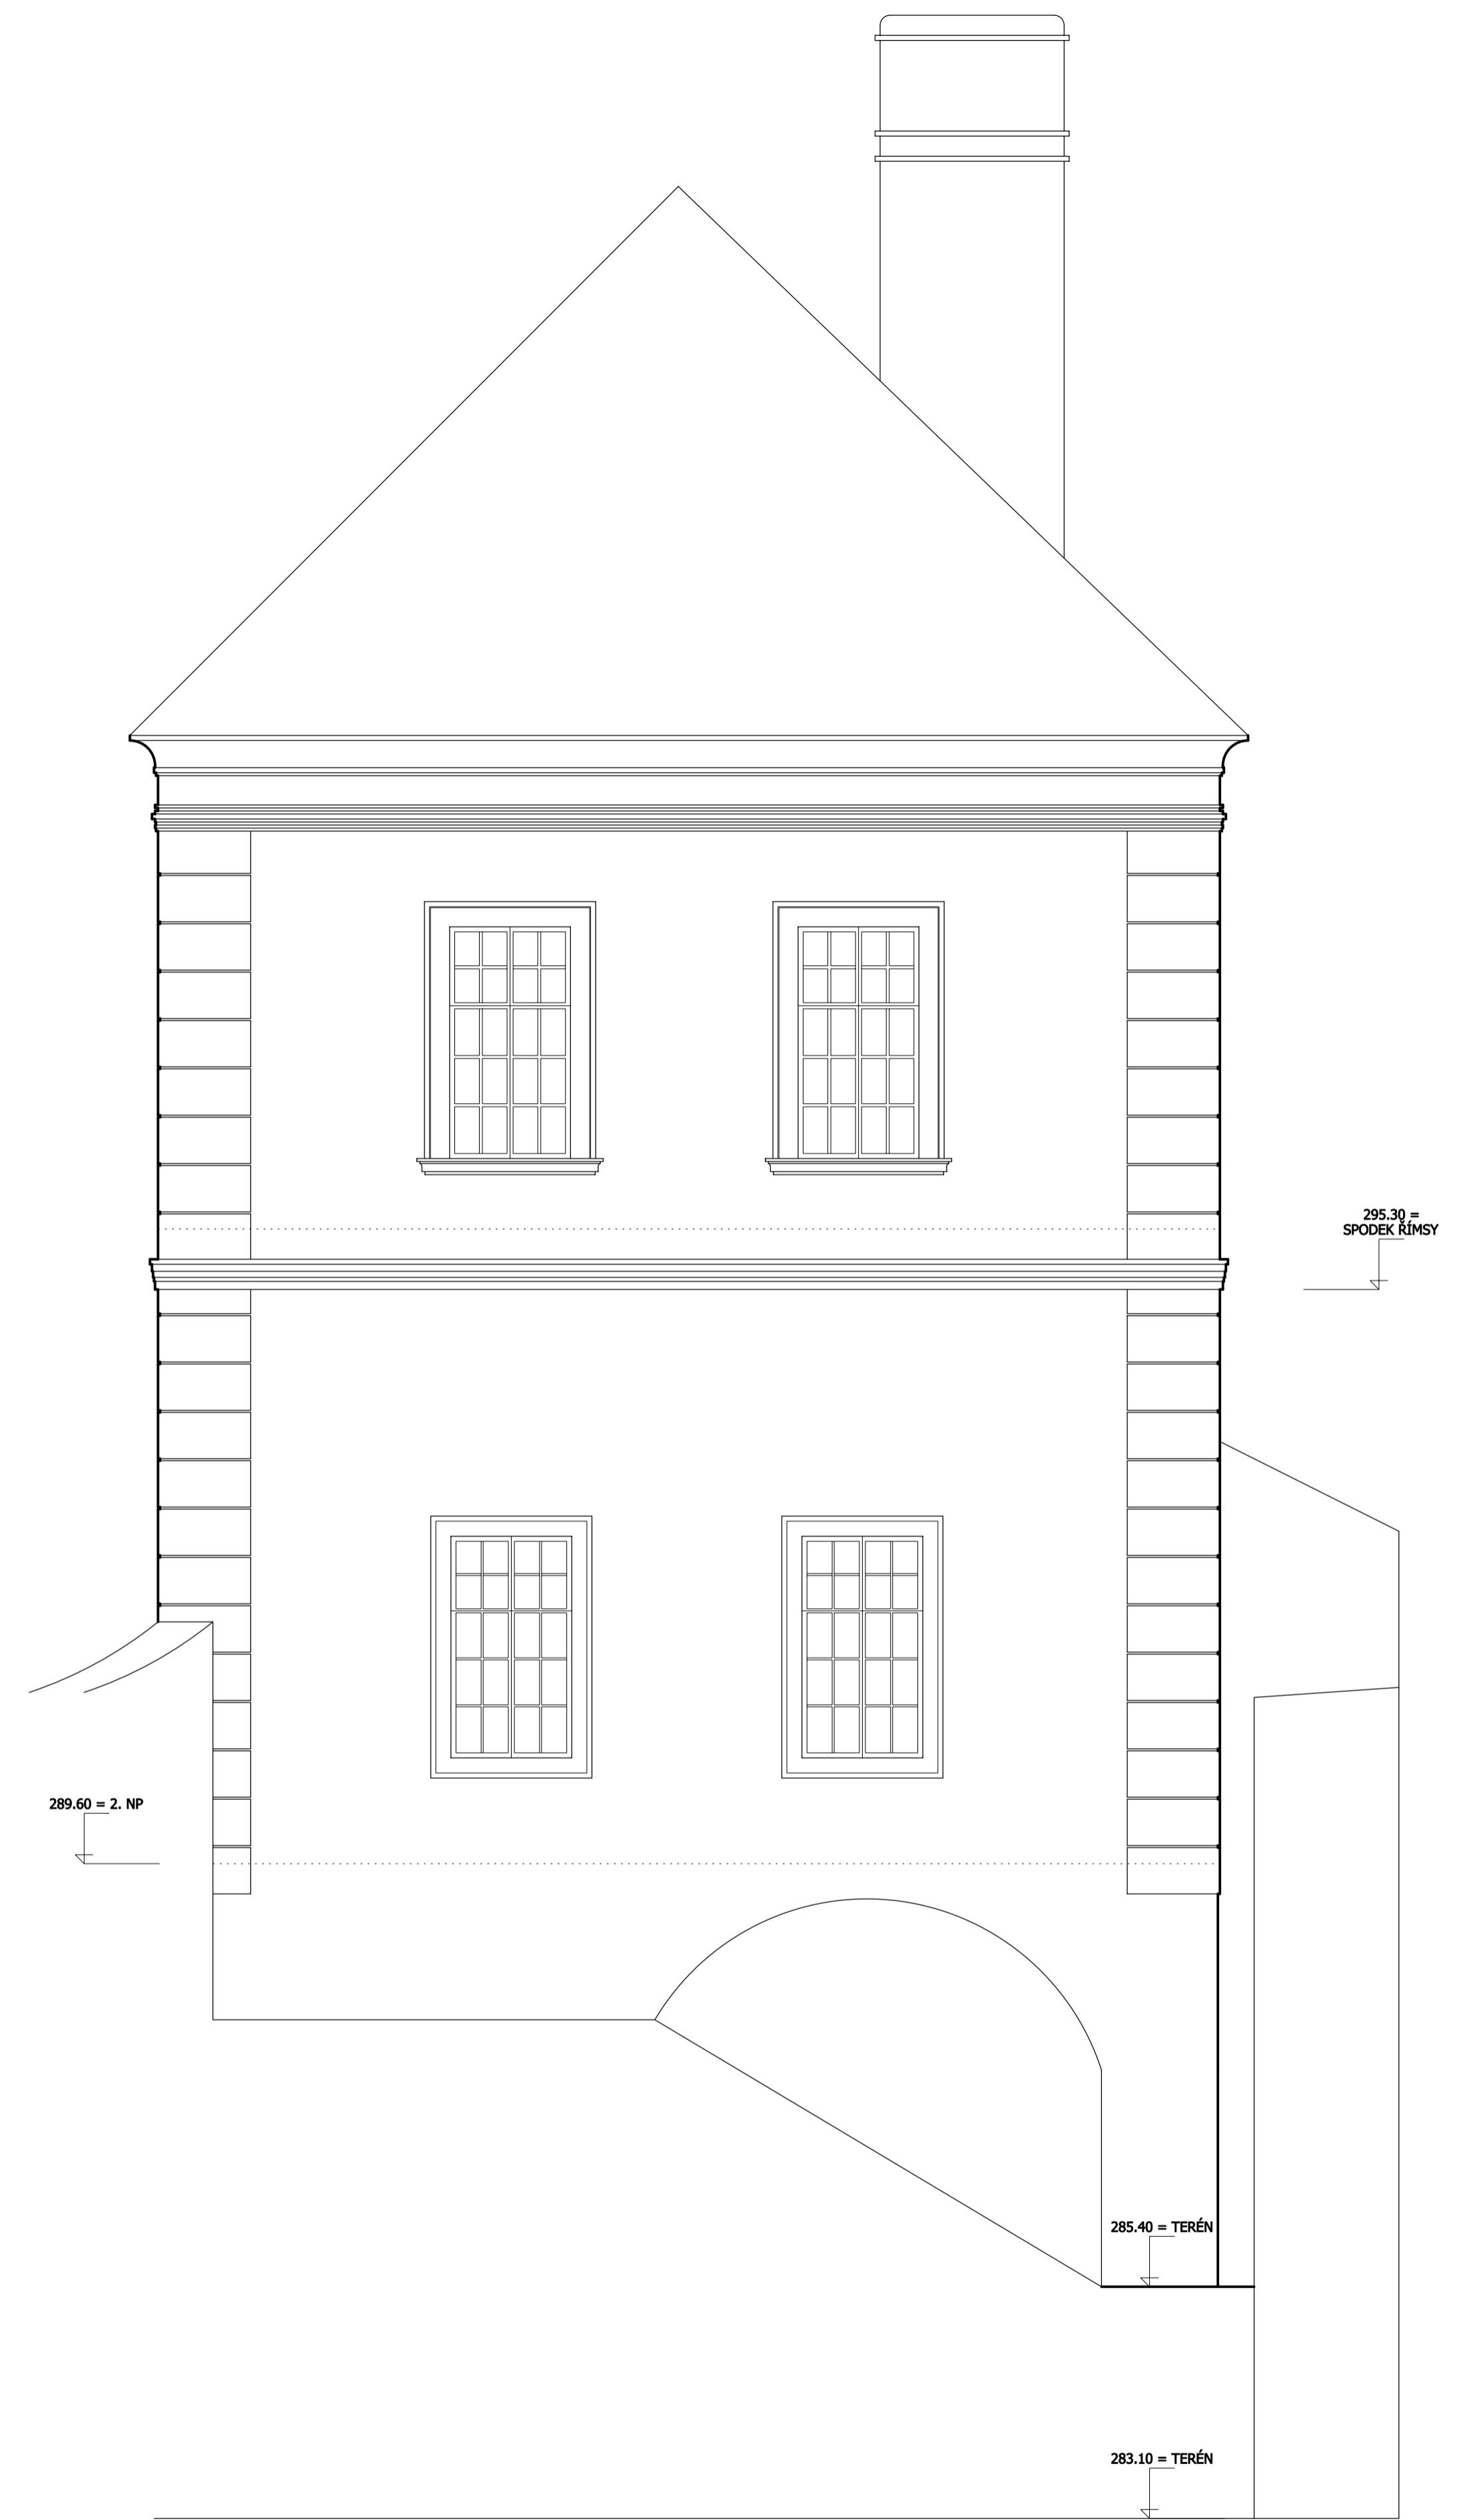 295.30 =
SPODEK ŘÍMSY
289.60 = 2. NP
285.40 = TERÉN
283.10 = TERÉN